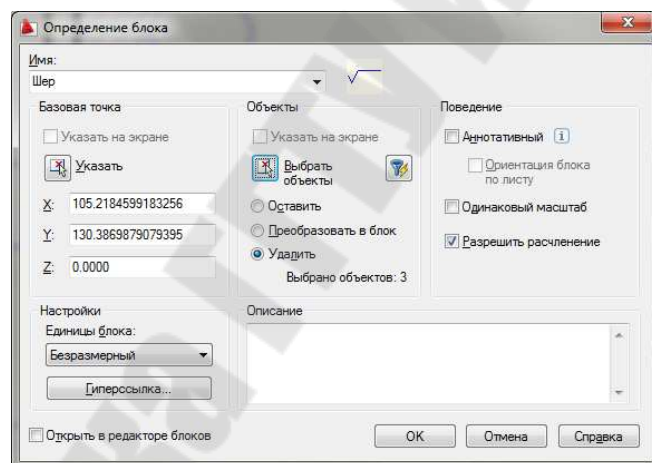 Определение блока
Имя:
Шер
Базовая точка
Указать на экране
Указать
X: 105.2184599183256
Y: 130.3869879079395
Z: 0.0000
Объекты
Указать на экране
Выбрать
объекты
Оставить
Преобразовать в блок
Удалить
Выбрано объектов: 3
Поведение
Аннотативный
Ориентация блока
по листу
Одинаковый масштаб
Разрешить расчленение
Настройки
Единицы блока:
Безразмерный
Гиперссылка...
Описание
Открыть в редакторе блоков
OK
Отмена
Справка